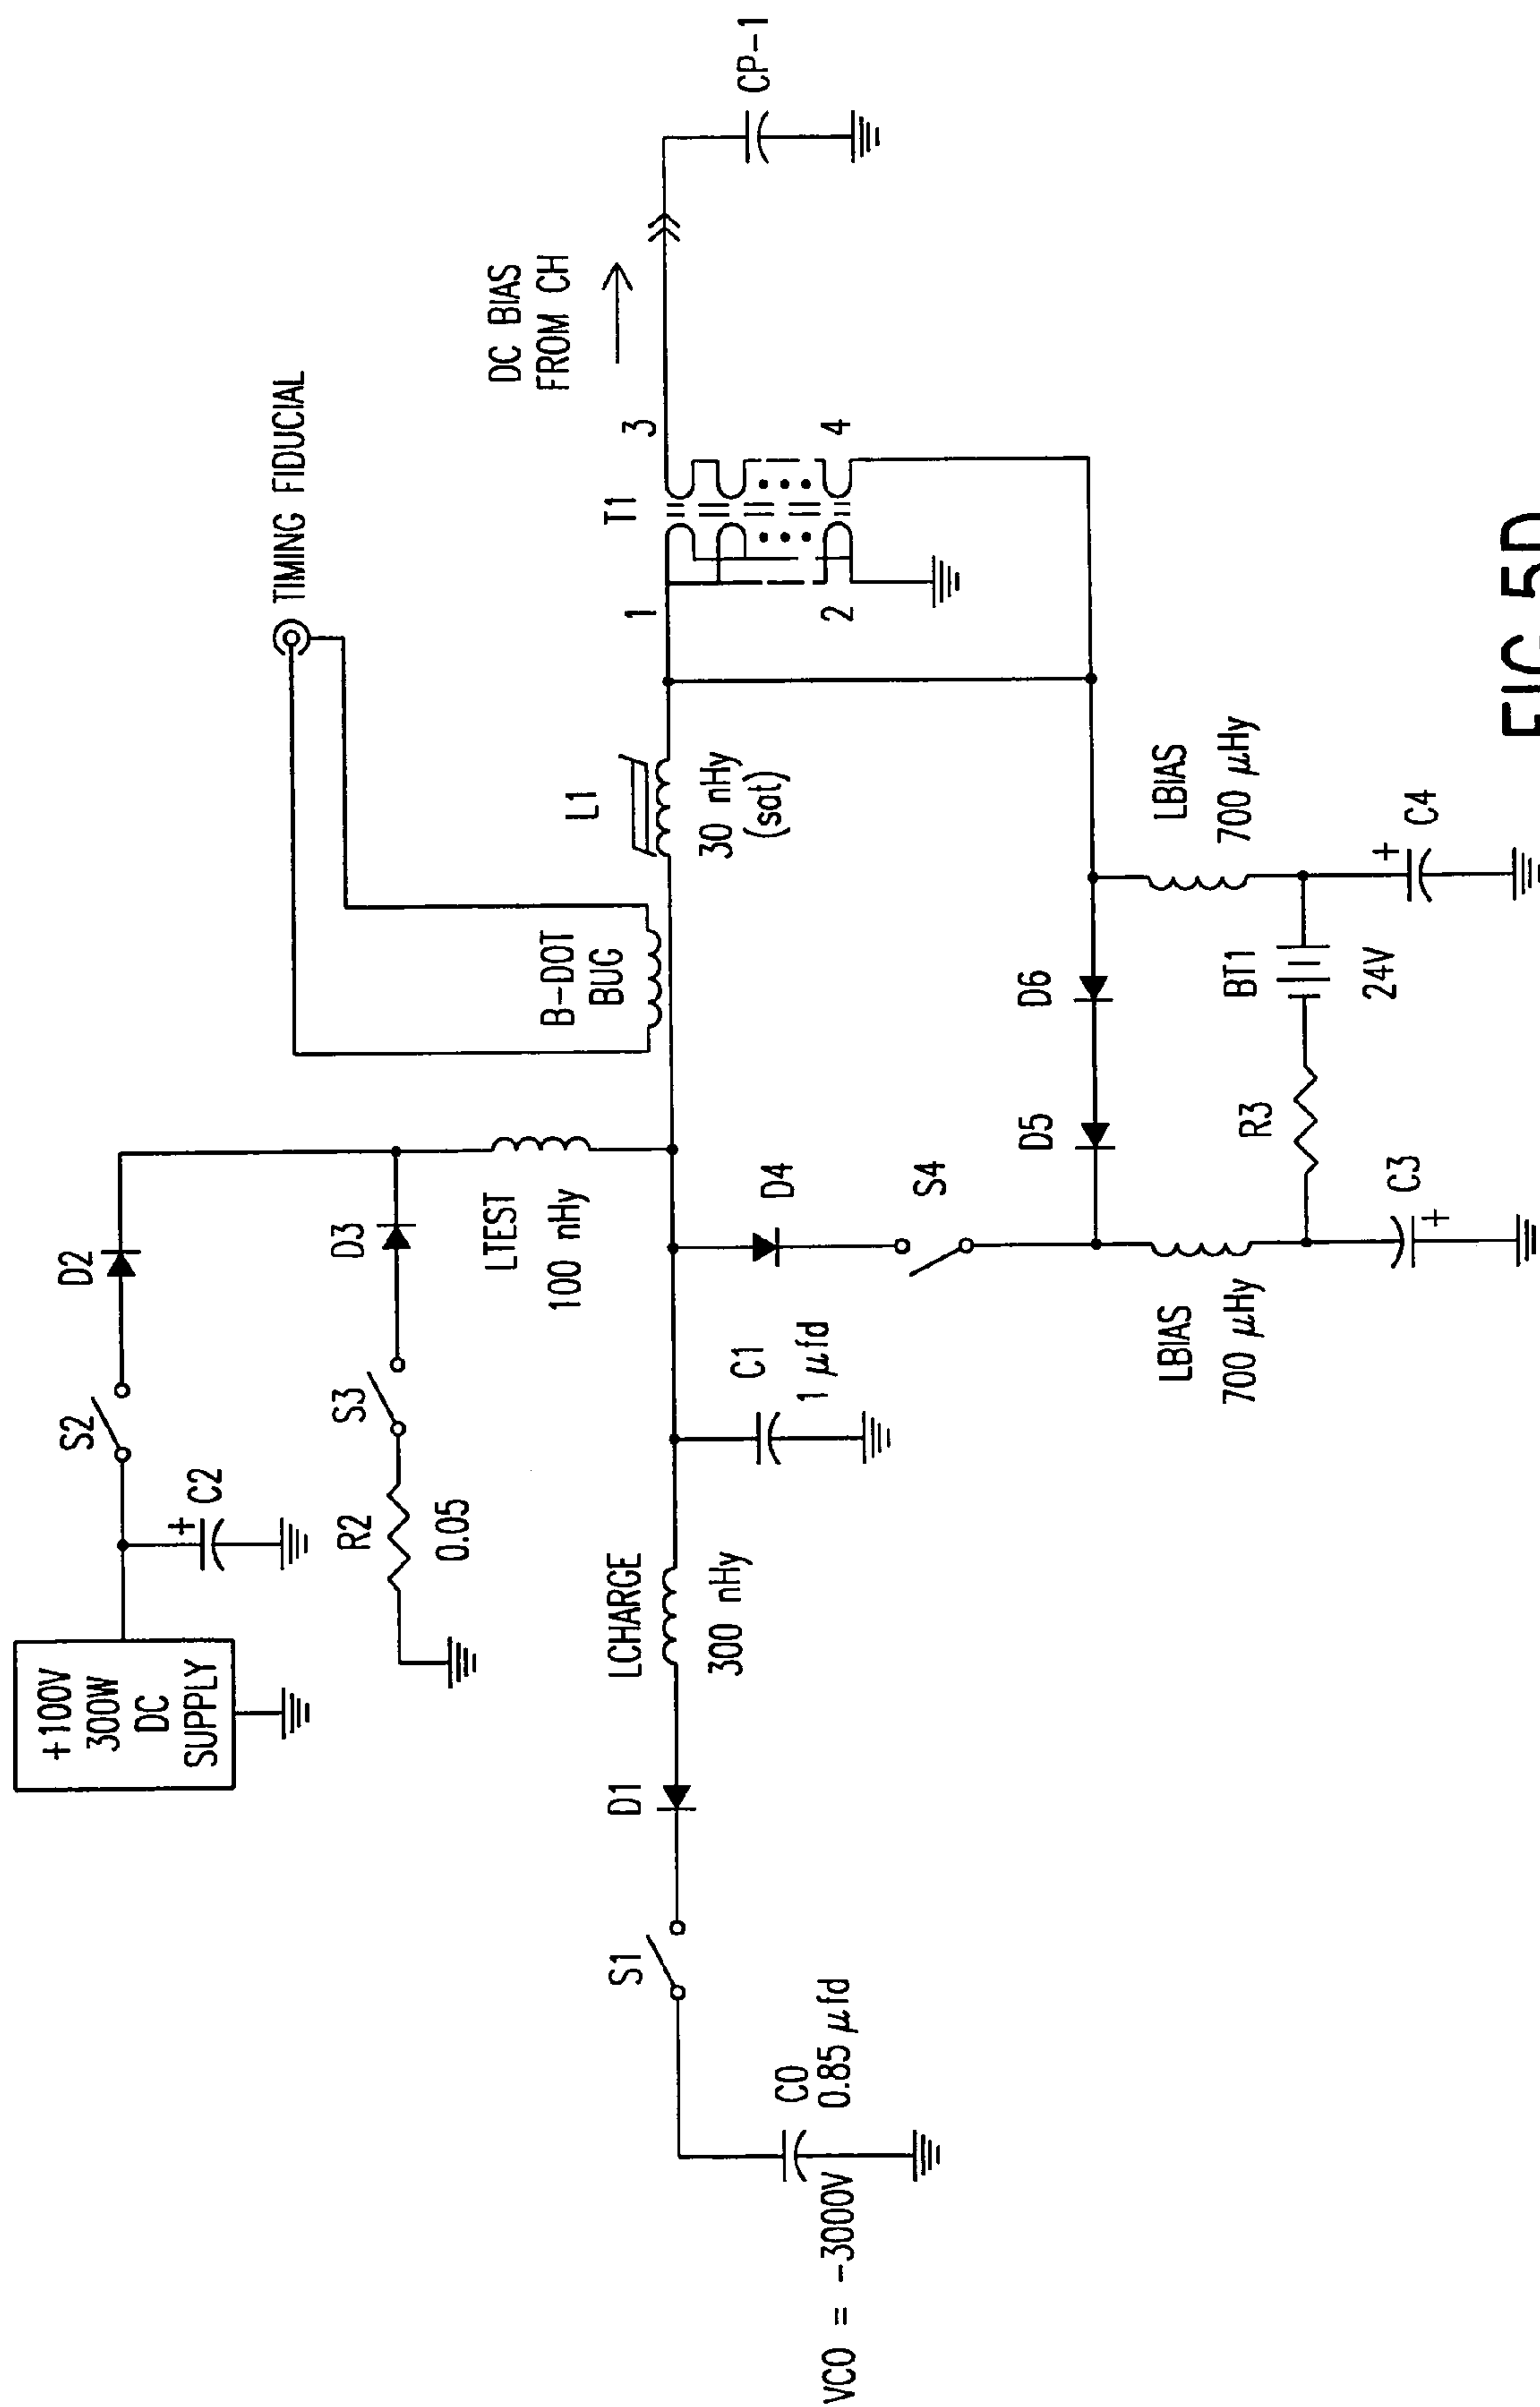 +100V
300W
DC
SUPPLY
C2
S2
D2
R2
0.05
S3
D3
LTEST
100 nHy
TIMING FIDUCIAL
B-DOT
BUG
VCO = -3000V
CO
0.85 µfd
S1
D1
LCHARGE
300 nHy
C1
1 µfd
D4
S4
L1
30 nHy
(sat)
1
2
T1
3
4
DC BIAS
FROM CH
CP-1
D5
D6
LBIAS
700 µHy
LBIAS
700 µHy
R3
BT1
24V
C3
+
C4
+
+
FIG.5D